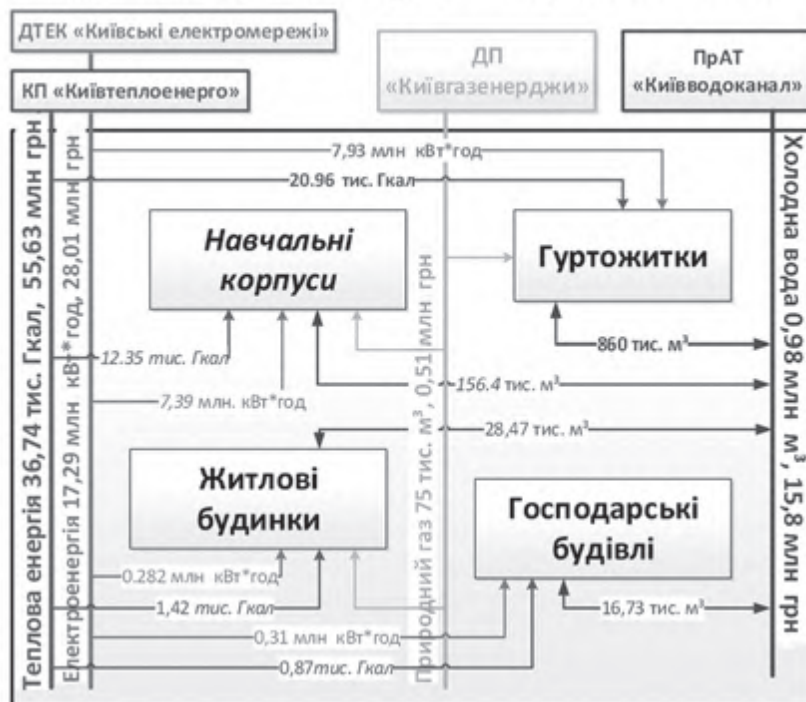 ДТЕК «Київські електромережі»
КП «Київтеплоенерго»
ДП
«Київгазенерджи»
ПрАТ
«Київводоканал»
Теплова енергія 36,74 тис. Гкал, 55,63 млн грн
Електроенергія 17,29 млн кВт*год, 28,01 млн грн
Природний газ 75 тис. м³, 0,51 млн грн
Холодна вода 0,98 млн м³, 15,8 млн грн
7,93 млн кВт*год
20.96 тис. Гкал
Навчальні
корпуси
Гуртожитки
860 тис. м³
12.35 тис. Гкал
156.4 тис. м³
7,39 млн. кВт*год
28,47 тис. м³
Житлові
будинки
Господарські
будівлі
0.282 млн кВт*год
1,42 тис. Гкал
16,73 тис. м³
0,31 млн кВт*год
0,87тис. Гкал